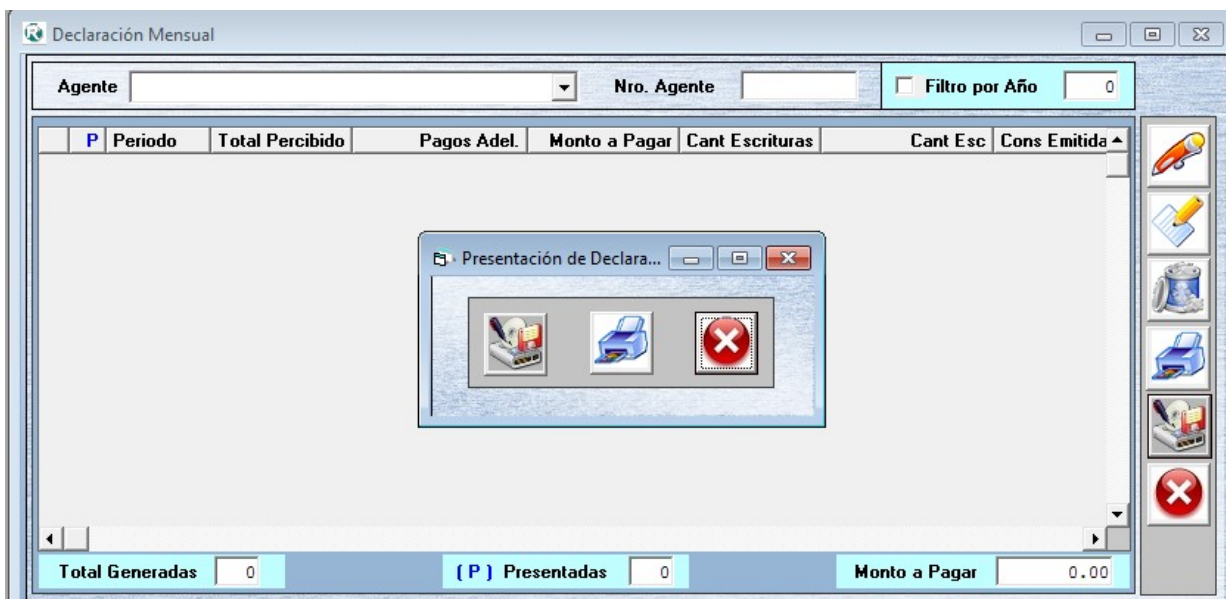 Declaración Mensual
Agente Nro. Agente Filtro por Año 0
P Periodo Total Percibido Pagos Adel. Monto a Pagar Cant Escrituras Cant Esc Cons Emitida
Presentación de Declara...
Total Generadas 0 ( P ) Presentadas 0 Monto a Pagar 0.00